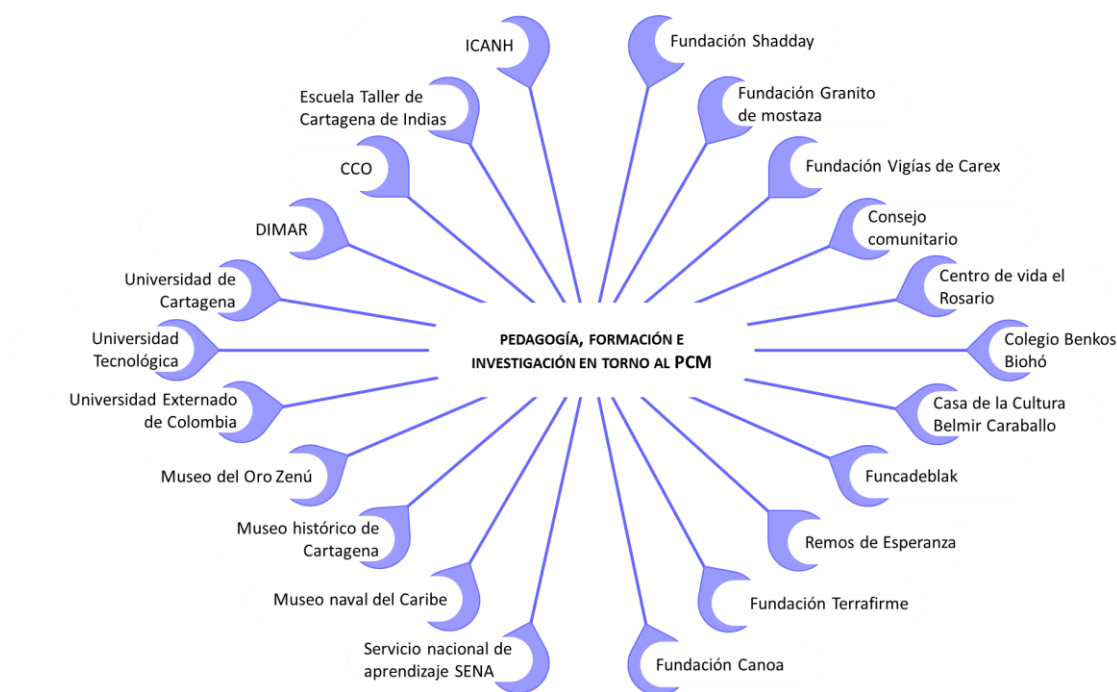 ICANH
Fundación Shadday
Escuela Taller de
Cartagena de Indias
Fundación Granito
de mostaza
CCO
Fundación Vigías de Carex
DIMAR
Consejo
comunitario
Universidad de
Cartagena
Centro de vida el
Rosario
Universidad
Tecnológica
PEDAGOGÍA, FORMACIÓN E
INVESTIGACIÓN EN TORNO AL PCM
Colegio Benkos
Biohó
Universidad Externado
de Colombia
Casa de la Cultura
Belmir Caraballo
Museo del Oro Zenú
Funcadeblak
Museo histórico de
Cartagena
Remos de Esperanza
Museo naval del Caribe
Fundación Terrafirme
Servicio nacional de
aprendizaje SENA
Fundación Canoa